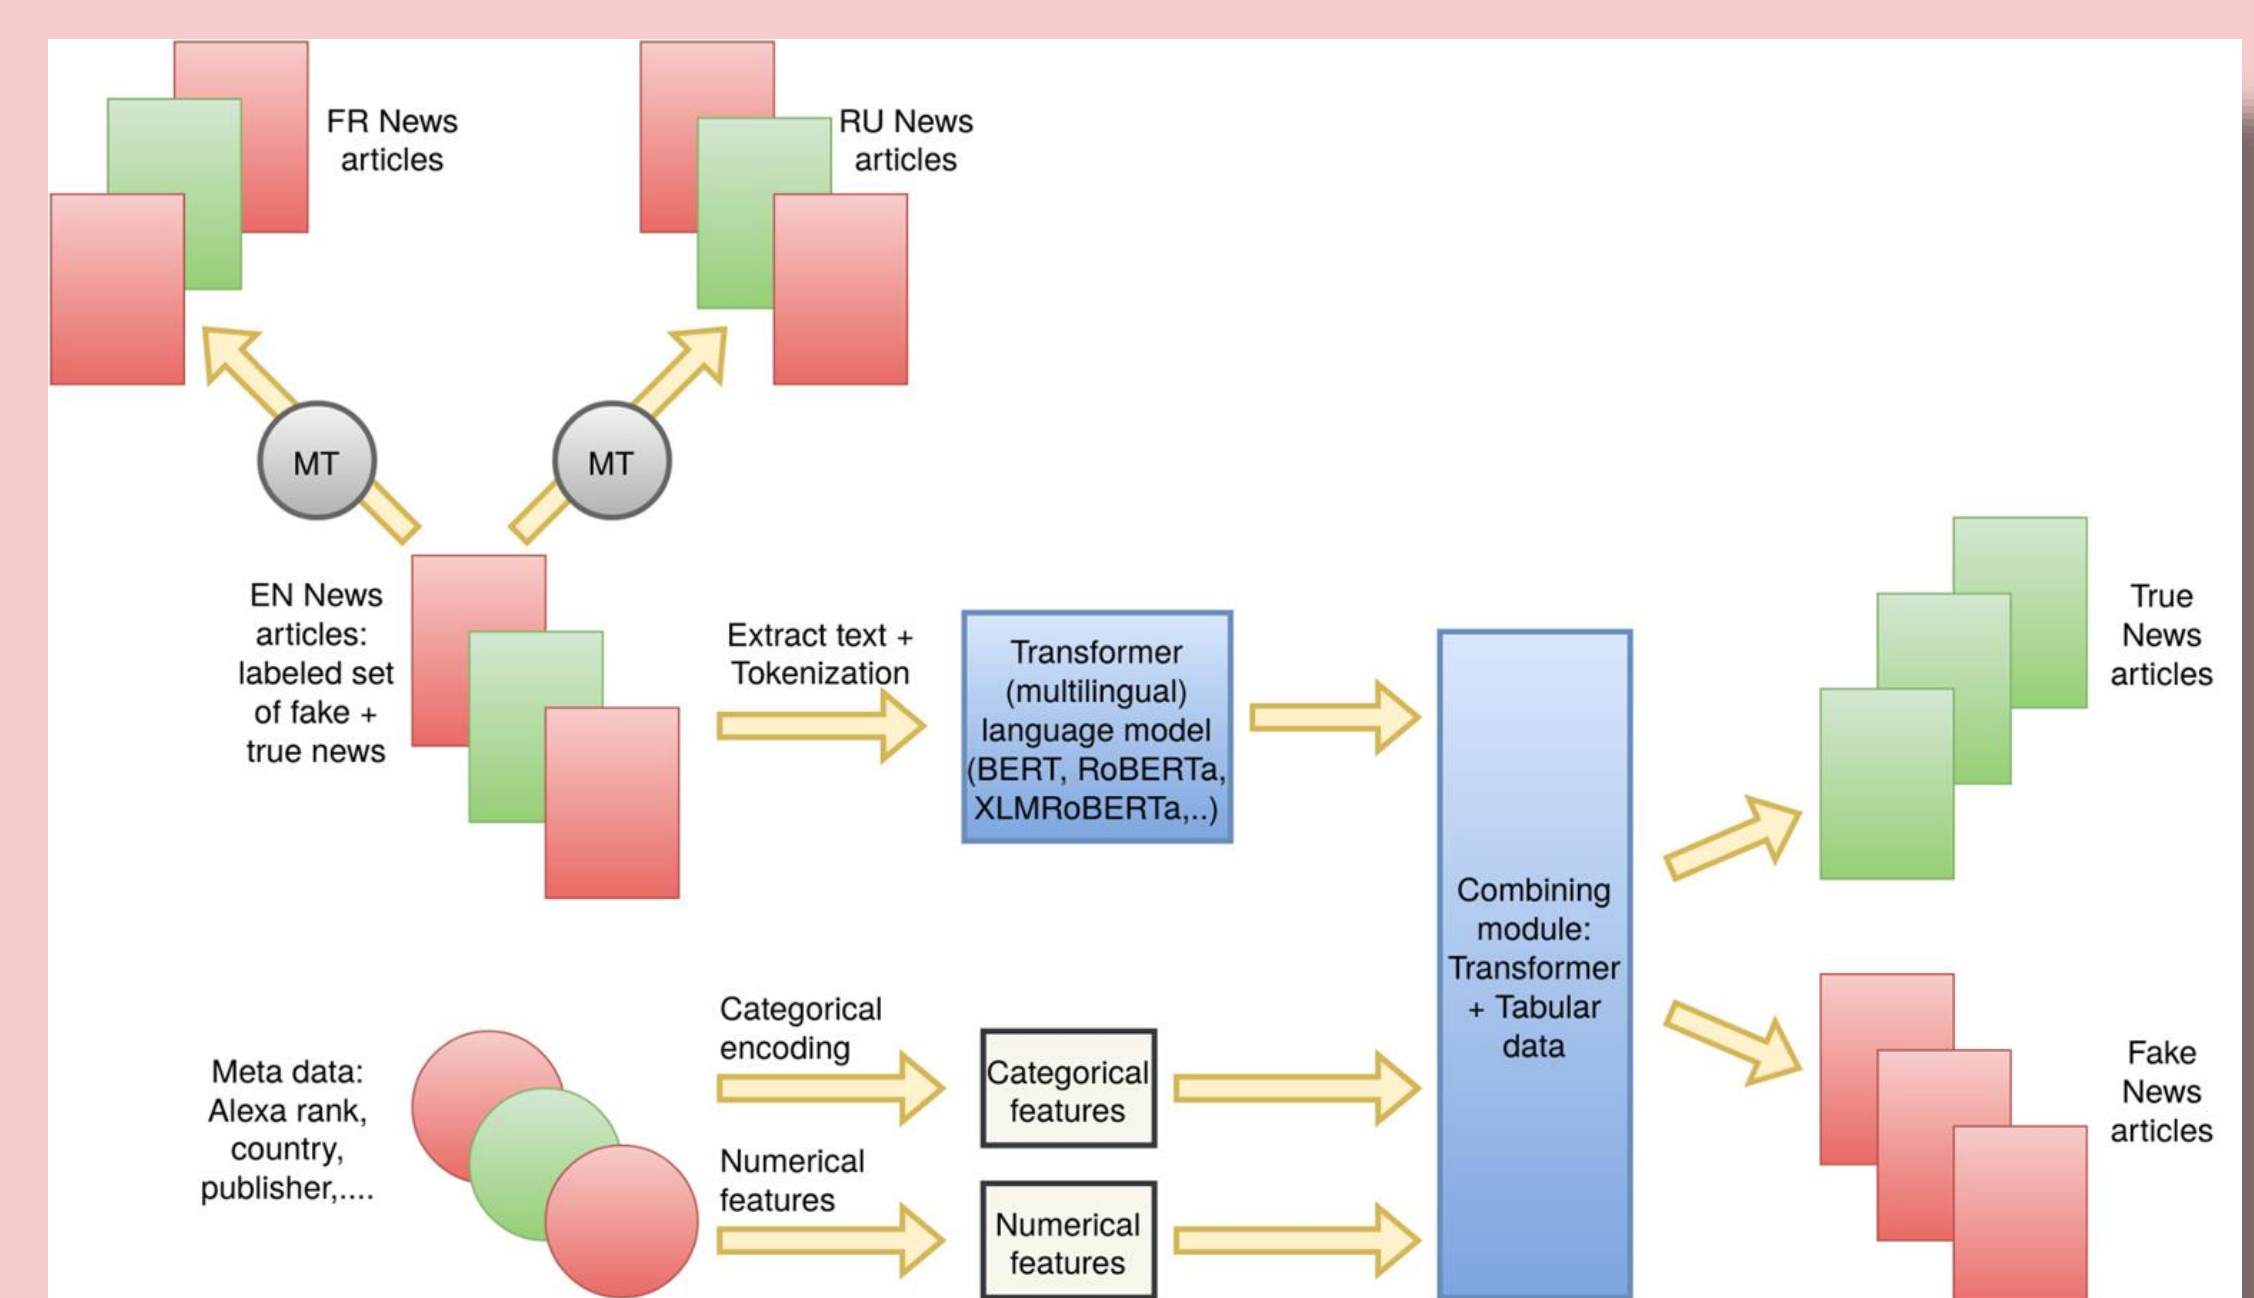 FR News
articles
RU News
articles
MT
MT
EN News
articles:
labeled set
of fake +
true news
Extract text +
Tokenization
Transformer
(multilingual)
language model
(BERT, RoBERTa,
XLMRoBERTa,..)
Combining
module:
Transformer
+ Tabular
data
True
News
articles
Fake
News
articles
Meta data:
Alexa rank,
country,
publisher,....
Categorical
encoding
Categorical
features
Numerical
features
Numerical
features